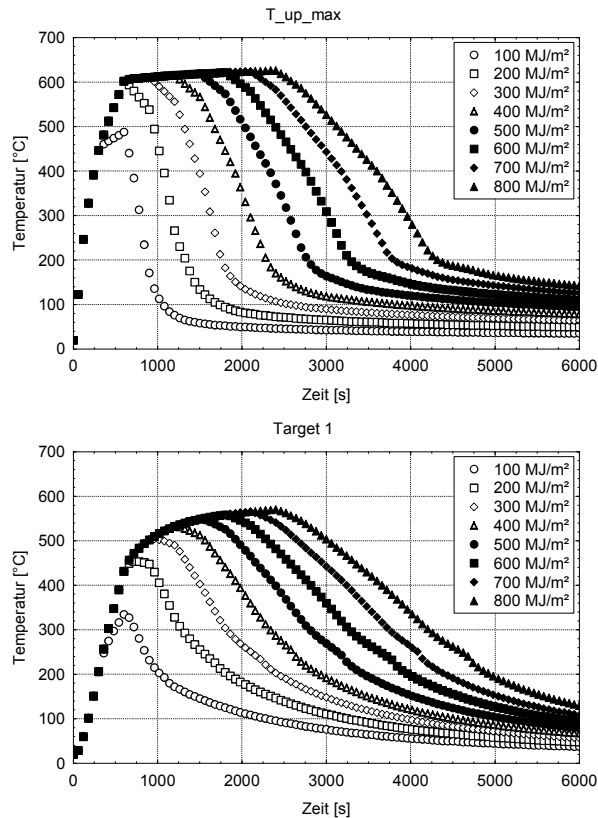 T_up_max
700
600
500
400
300
200
100
0
Temperatur [°C]
100 MJ/m²
200 MJ/m²
300 MJ/m²
400 MJ/m²
500 MJ/m²
600 MJ/m²
700 MJ/m²
800 MJ/m²
0 1000 2000 3000 4000 5000 6000
Zeit [s]
Target 1
700
600
500
400
300
200
100
0
Temperatur [°C]
100 MJ/m²
200 MJ/m²
300 MJ/m²
400 MJ/m²
500 MJ/m²
600 MJ/m²
700 MJ/m²
800 MJ/m²
0 1000 2000 3000 4000 5000 6000
Zeit [s]